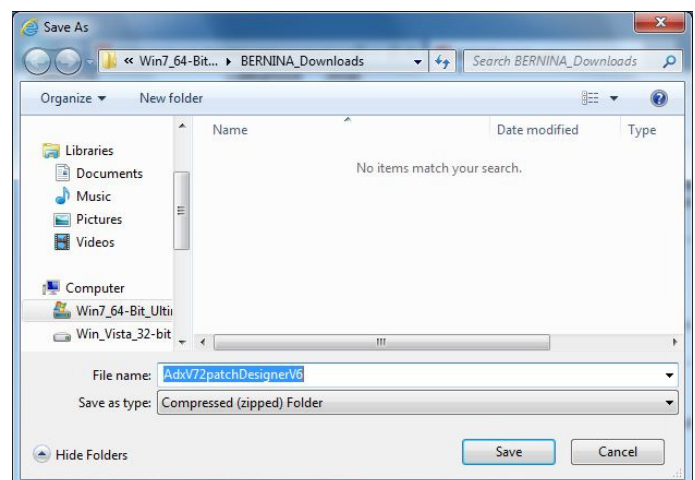 Save As
« Win7_64-Bit... ▸ BERNINA_Downloads
Search BERNINA_Downloads
Organize
New folder
Name
Date modified
Type
No items match your search.
Libraries
Documents
Music
Pictures
Videos
Computer
Win7_64-Bit_Ulti
Win_Vista_32-bit
File name: AdxV72patchDesignerV6
Save as type: Compressed (zipped) Folder
Hide Folders
Save
Cancel